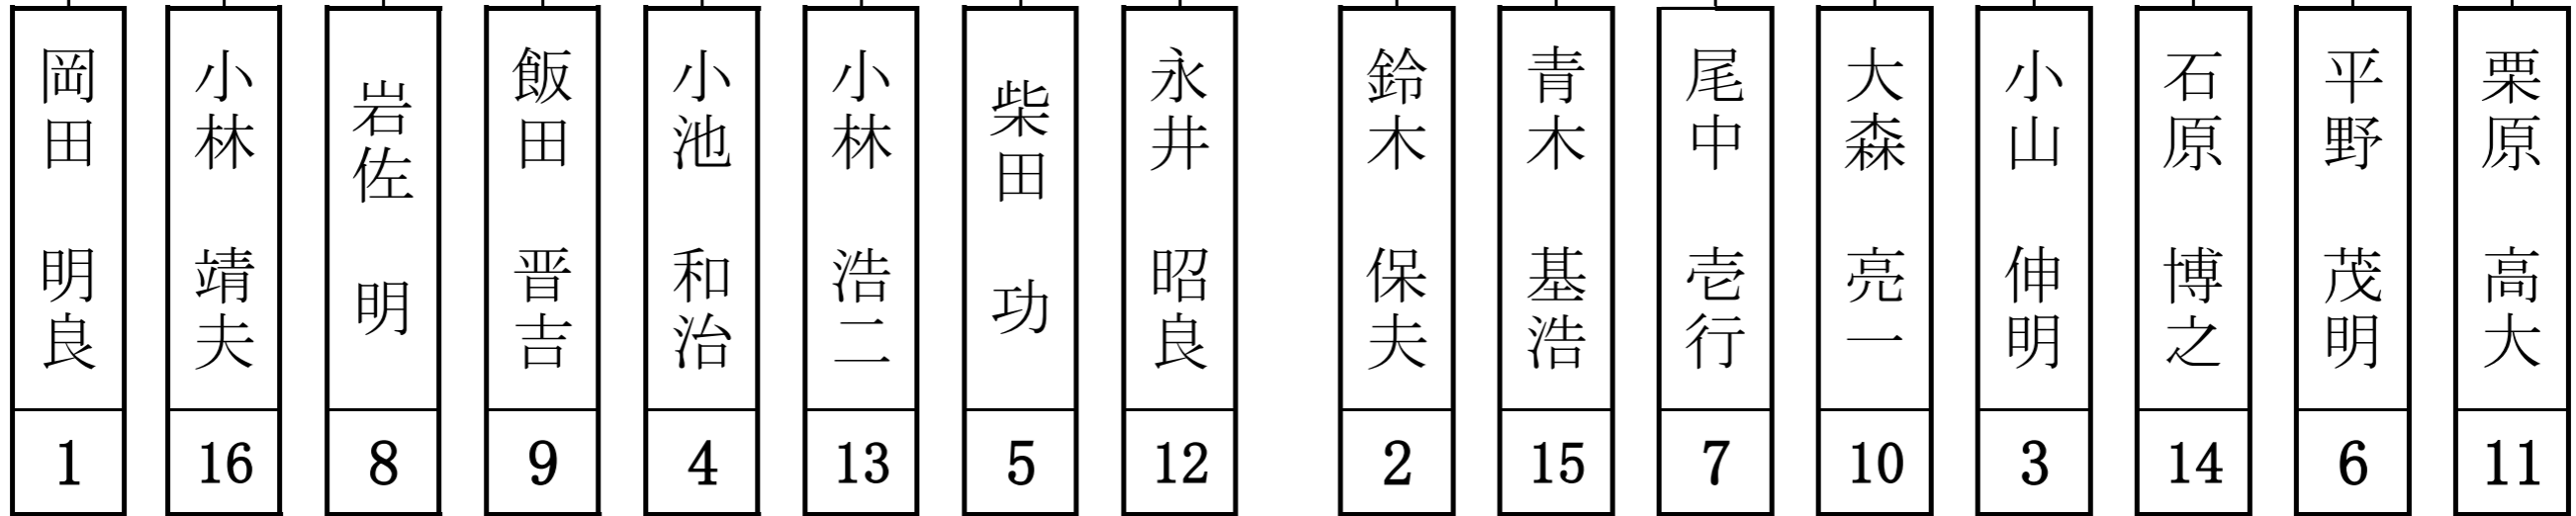 岡田 明良
1
小林 靖夫
16
岩佐 明
8
飯田 晋吉
9
小池 和治
4
小林 浩二
13
柴田 功
5
永井 昭良
12
鈴木 保夫
2
青木 基浩
15
尾中 壱行
7
大森 亮一
10
小山 伸明
3
石原 博之
14
平野 茂明
6
栗原 高大
11